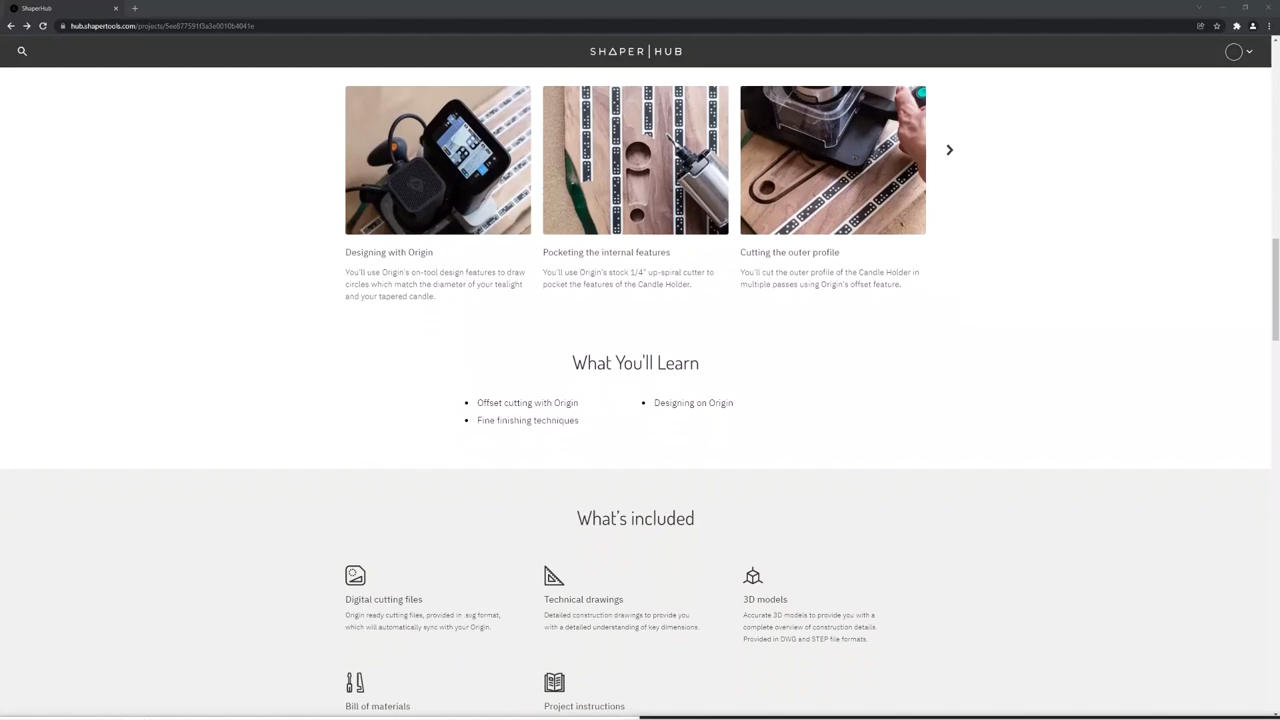 ShaperHub
hub.shapertools.com/projects/5ee877591f3a3e0010b4041e
SHAPER|HUB
Designing with Origin
You'll use Origin's on-tool design features to draw
circles which match the diameter of your tealight
and your tapered candle.
Pocketing the internal features
You'll use Origin's stock 1/4" up-spiral cutter to
pocket the features of the Candle Holder.
Cutting the outer profile
You'll cut the outer profile of the Candle Holder in
multiple passes using Origin's offset feature.
What You'll Learn
Offset cutting with Origin
Fine finishing techniques
Designing on Origin
What's included
Digital cutting files
Origin ready cutting files, provided in .svg format,
which will automatically sync with your Origin.
Technical drawings
Detailed construction drawings to provide you
with a detailed understanding of key dimensions.
3D models
Accurate 3D models to provide you with a
complete overview of construction details.
Provided in DWG and STEP file formats.
Bill of materials
Project instructions